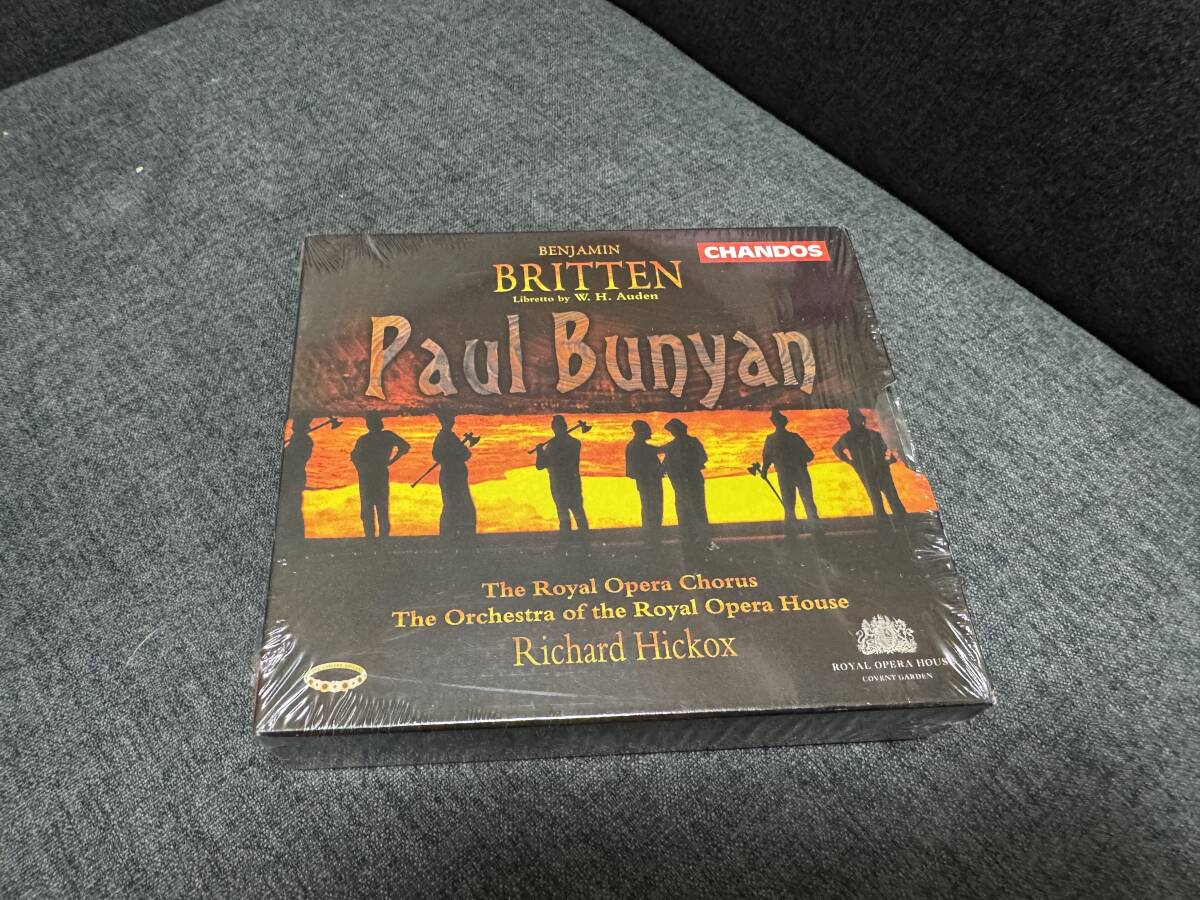 BENJAMIN
BRITTEN
CHANDOS
Libretto by W. H. Auden
Paul Bunyan
The Royal Opera Chorus
The Orchestra of the Royal Opera House
Richard Hickox
ROYAL OPERA HOUS
COVENT GARDEN